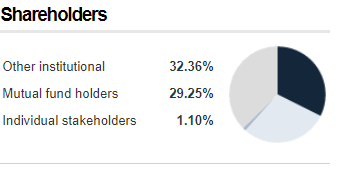 Shareholders
Other institutional 32.36%
Mutual fund holders 29.25%
Individual stakeholders 1.10%